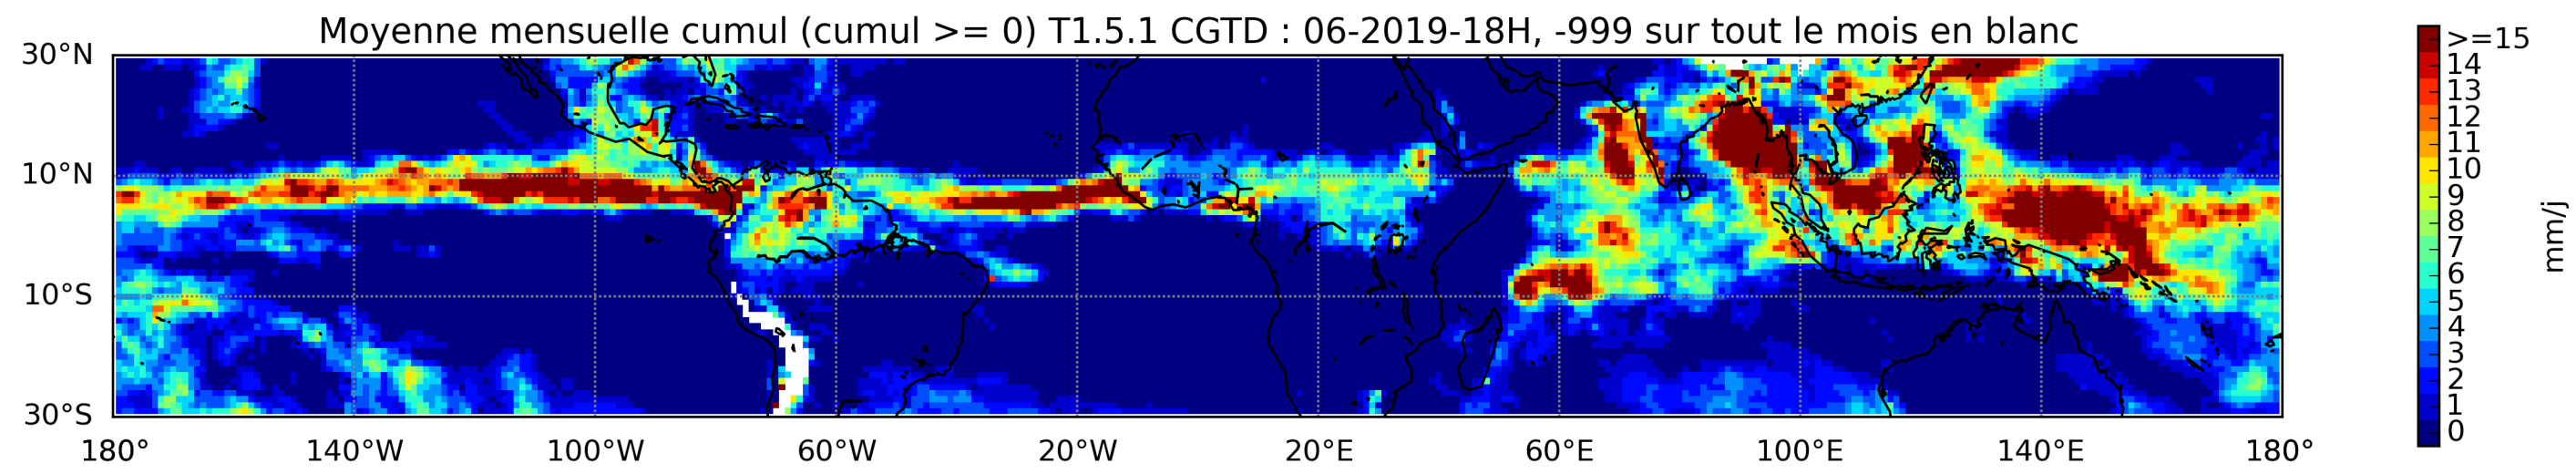 Moyenne mensuelle cumul (cumul >= 0) T1.5.1 CGTD : 06-2019-18H, -999 sur tout le mois en blanc
30°N
10°N
10°S
30°S
180°
140°W
100°W
60°W
20°W
20°E
60°E
100°E
140°E
180°
>=15
14
13
12
11
10
9
8
7
6
5
4
3
2
1
0
mm/j